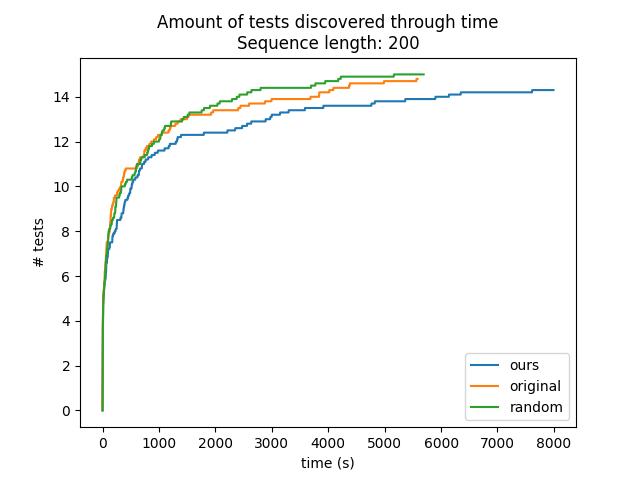 Amount of tests discovered through time
Sequence length: 200
# tests
14
12
10
8
6
4
2
0
ours
original
random
0 1000 2000 3000 4000 5000 6000 7000 8000
time (s)